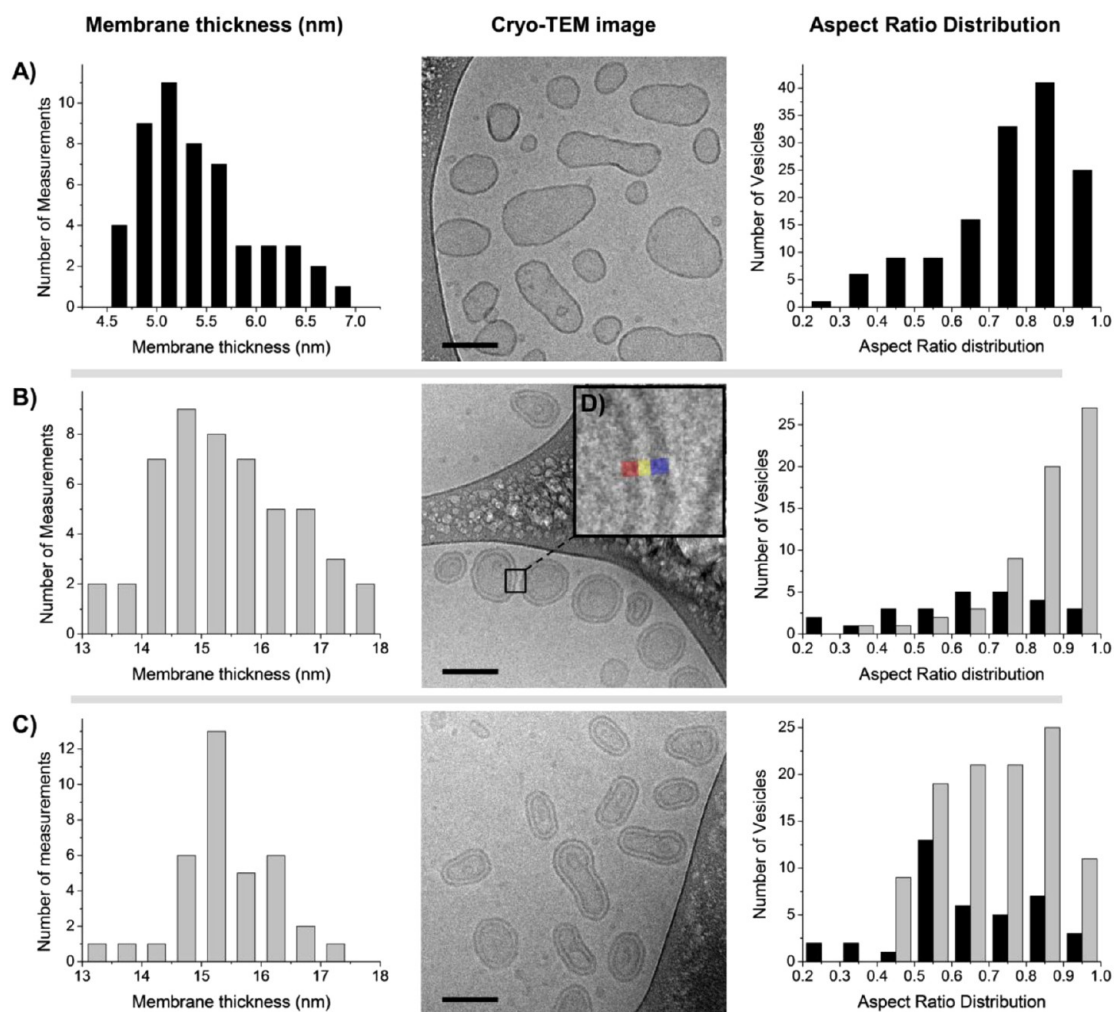 Membrane thickness (nm)
Cryo-TEM image
Aspect Ratio Distribution
A)
Number of Measurements
10
8
6
4
2
0
4.5 5.0 5.5 6.0 6.5 7.0
Membrane thickness (nm)
Number of Vesicles
40
35
30
25
20
15
10
5
0
0.2 0.3 0.4 0.5 0.6 0.7 0.8 0.9 1.0
Aspect Ratio distribution
B)
Number of Measurements
8
6
4
2
0
13 14 15 16 17 18
Membrane thickness (nm)
D)
Number of Vesicles
25
20
15
10
5
0
0.2 0.3 0.4 0.5 0.6 0.7 0.8 0.9 1.0
Aspect Ratio distribution
C)
Number of measurements
12
10
8
6
4
2
0
13 14 15 16 17 18
Membrane thickness (nm)
Number of Vesicles
25
20
15
10
5
0
0.2 0.3 0.4 0.5 0.6 0.7 0.8 0.9 1.0
Aspect Ratio Distribution